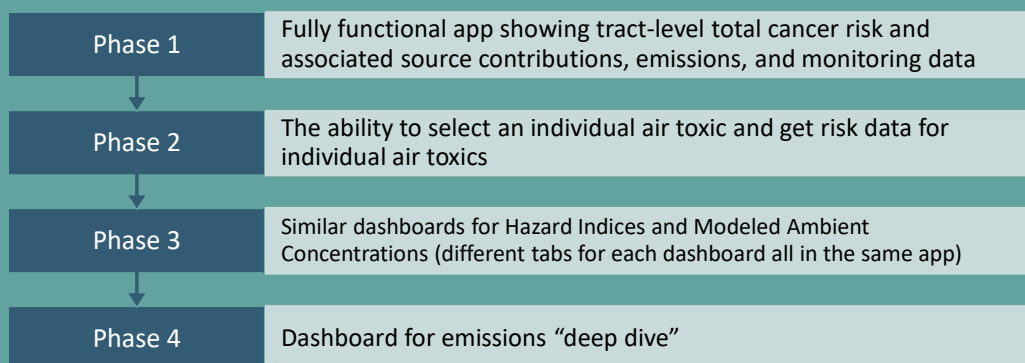 Phase 1
Fully functional app showing tract-level total cancer risk and
associated source contributions, emissions, and monitoring data
Phase 2
The ability to select an individual air toxic and get risk data for
individual air toxics
Phase 3
Similar dashboards for Hazard Indices and Modeled Ambient
Concentrations (different tabs for each dashboard all in the same app)
Phase 4
Dashboard for emissions “deep dive”